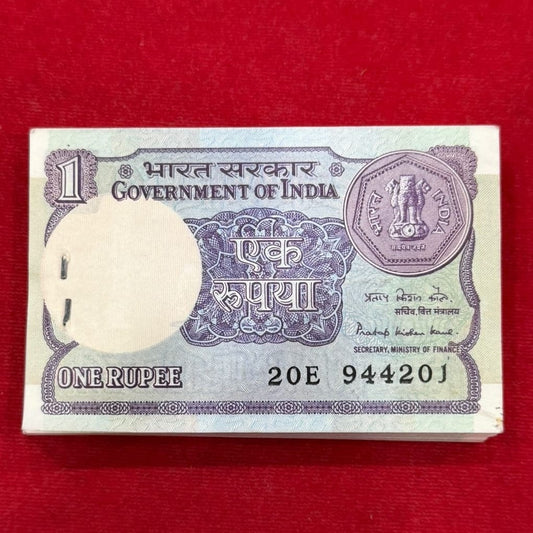 1
भारत सरकार
GOVERNMENT OF INDIA
भारत INDIA
सत्यमेव जयते
एक
रुपया
प्रताप किशन कौल
सचिव, वित्त मंत्रालय
Pratap Kishen Kaul
SECRETARY, MINISTRY OF FINANCE
ONE RUPEE
20E 944201